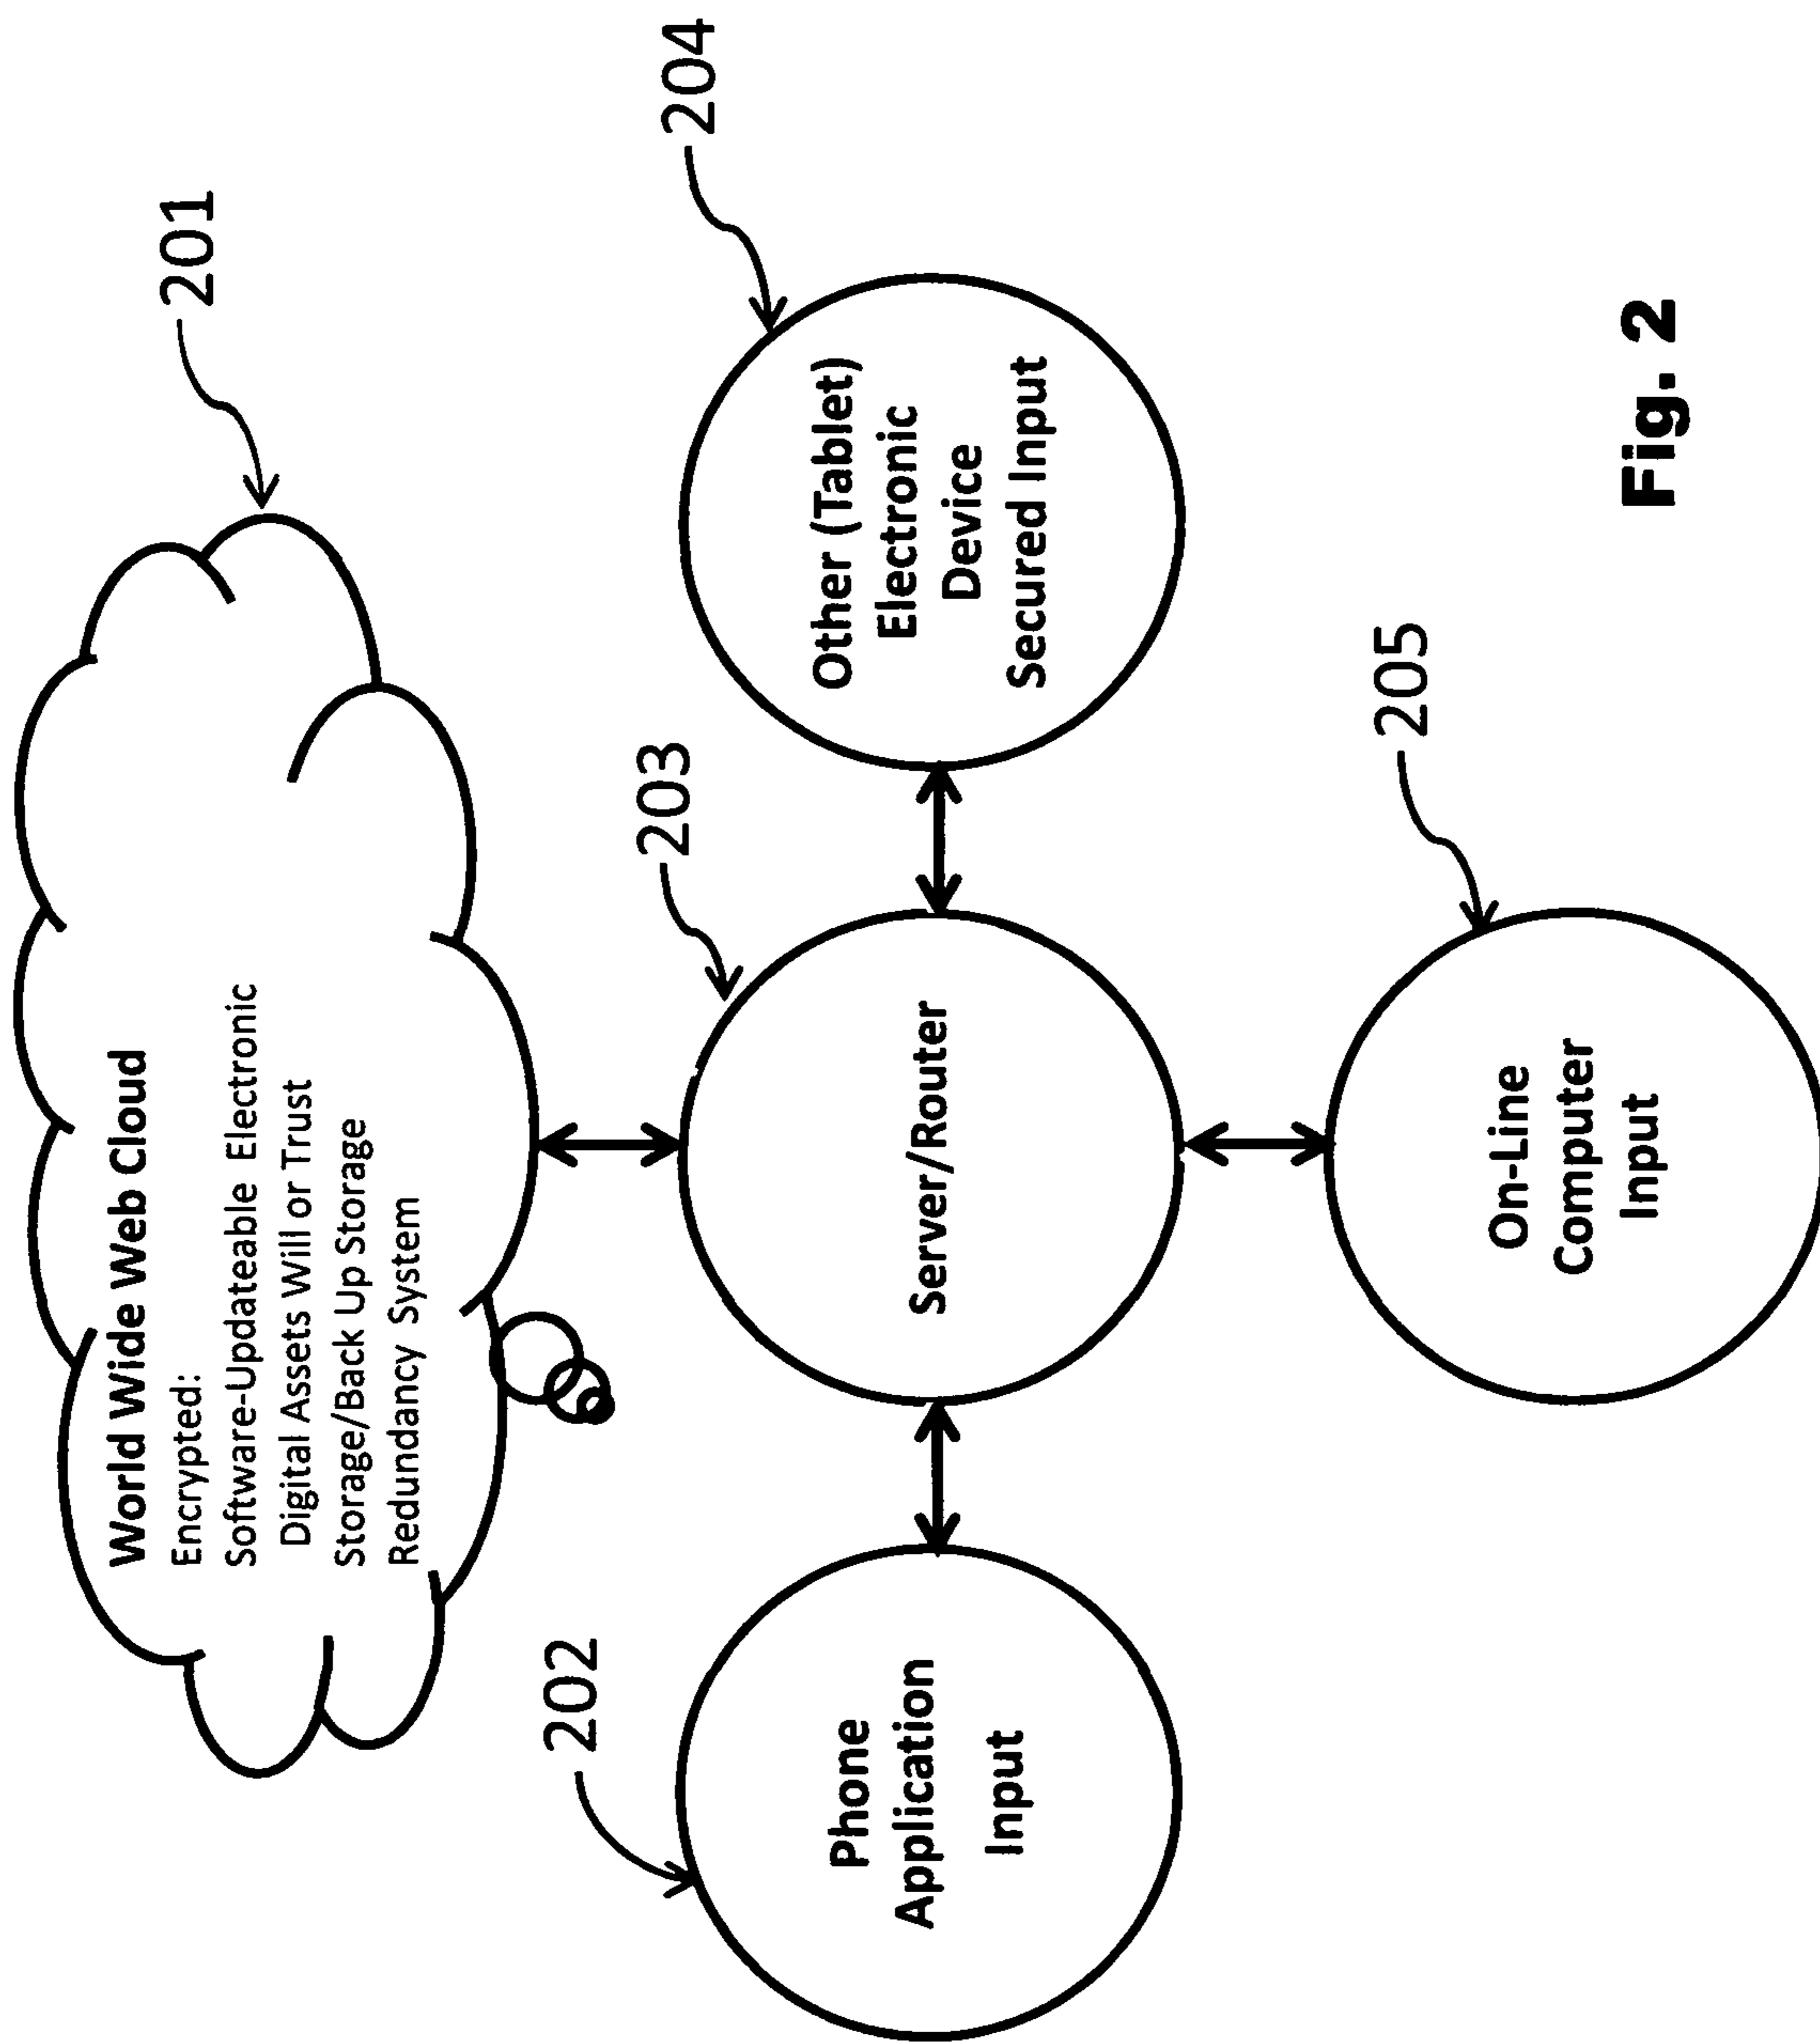 201
World Wide Web Cloud
Encrypted:
Software-Updateable Electronic
Digital Assets Will or Trust
Storage/Back Up Storage
Redundancy System
202
203
204
Phone
Application
Input
Server/Router
Other (Tablet)
Electronic
Device
Secured Input
205
On-Line
Computer
Input
Fig. 2